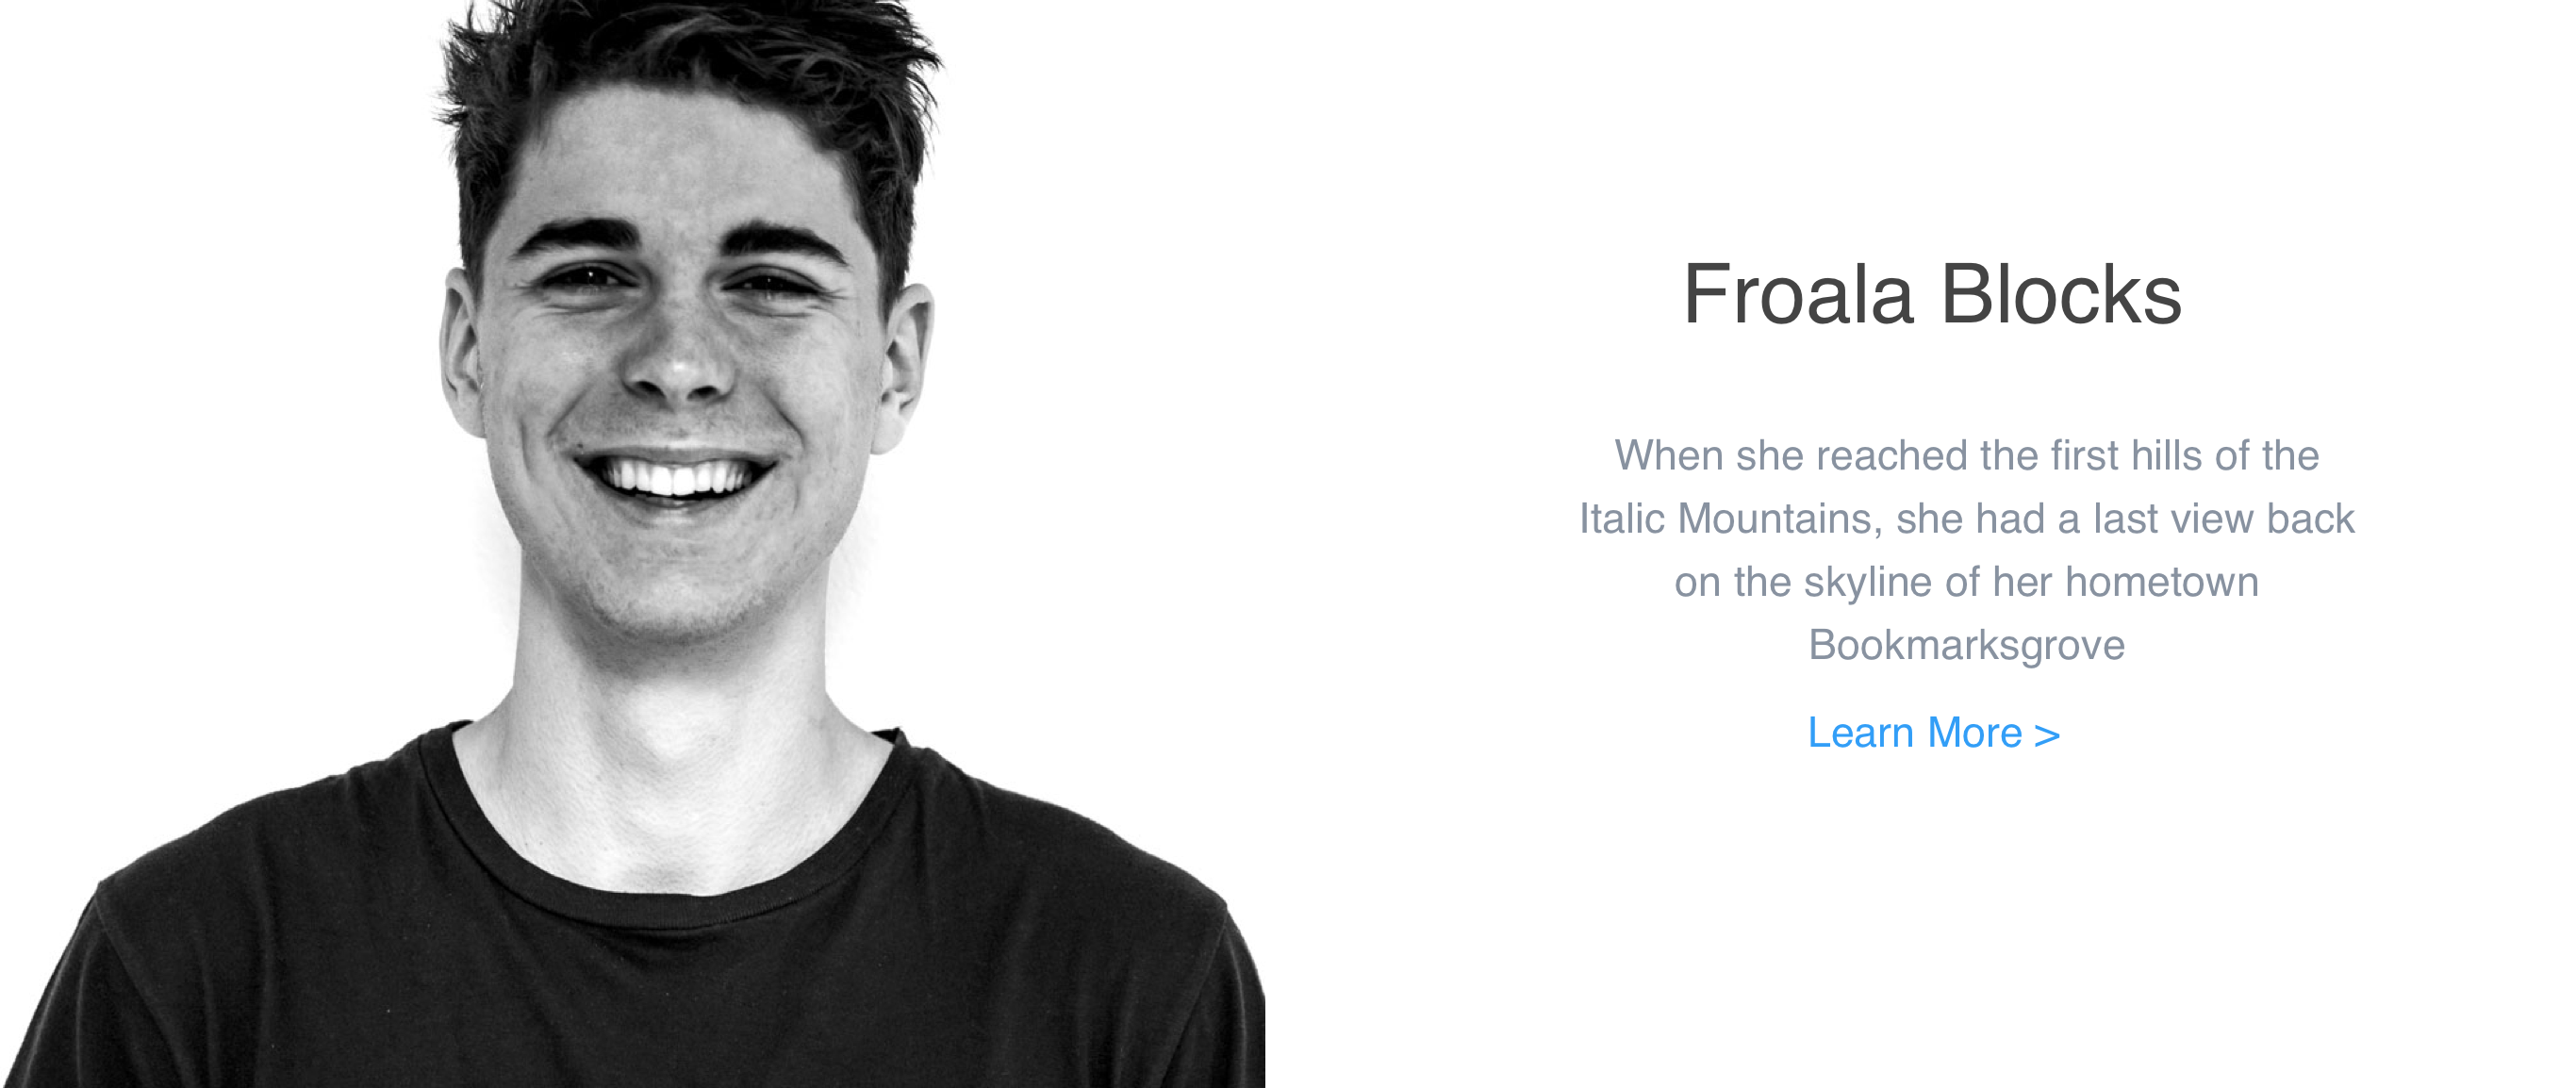 Froala Blocks
When she reached the first hills of the
Italic Mountains, she had a last view back
on the skyline of her hometown
Bookmarksgrove
Learn More >